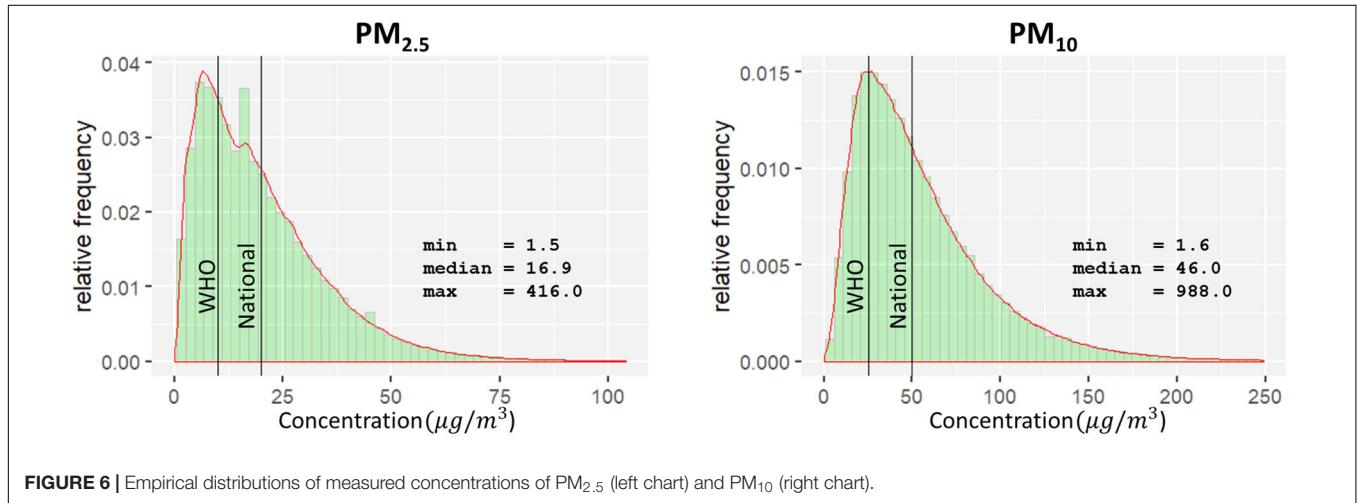 PM2.5
relative frequency
0.04
0.03
0.02
0.01
0.00
WHO
National
min = 1.5
median = 16.9
max = 416.0
0 25 50 75 100
Concentration(μg/m³)
PM10
relative frequency
0.015
0.010
0.005
0.000
WHO
National
min = 1.6
median = 46.0
max = 988.0
0 50 100 150 200 250
Concentration(μg/m³)
FIGURE 6 | Empirical distributions of measured concentrations of PM2.5 (left chart) and PM10 (right chart).